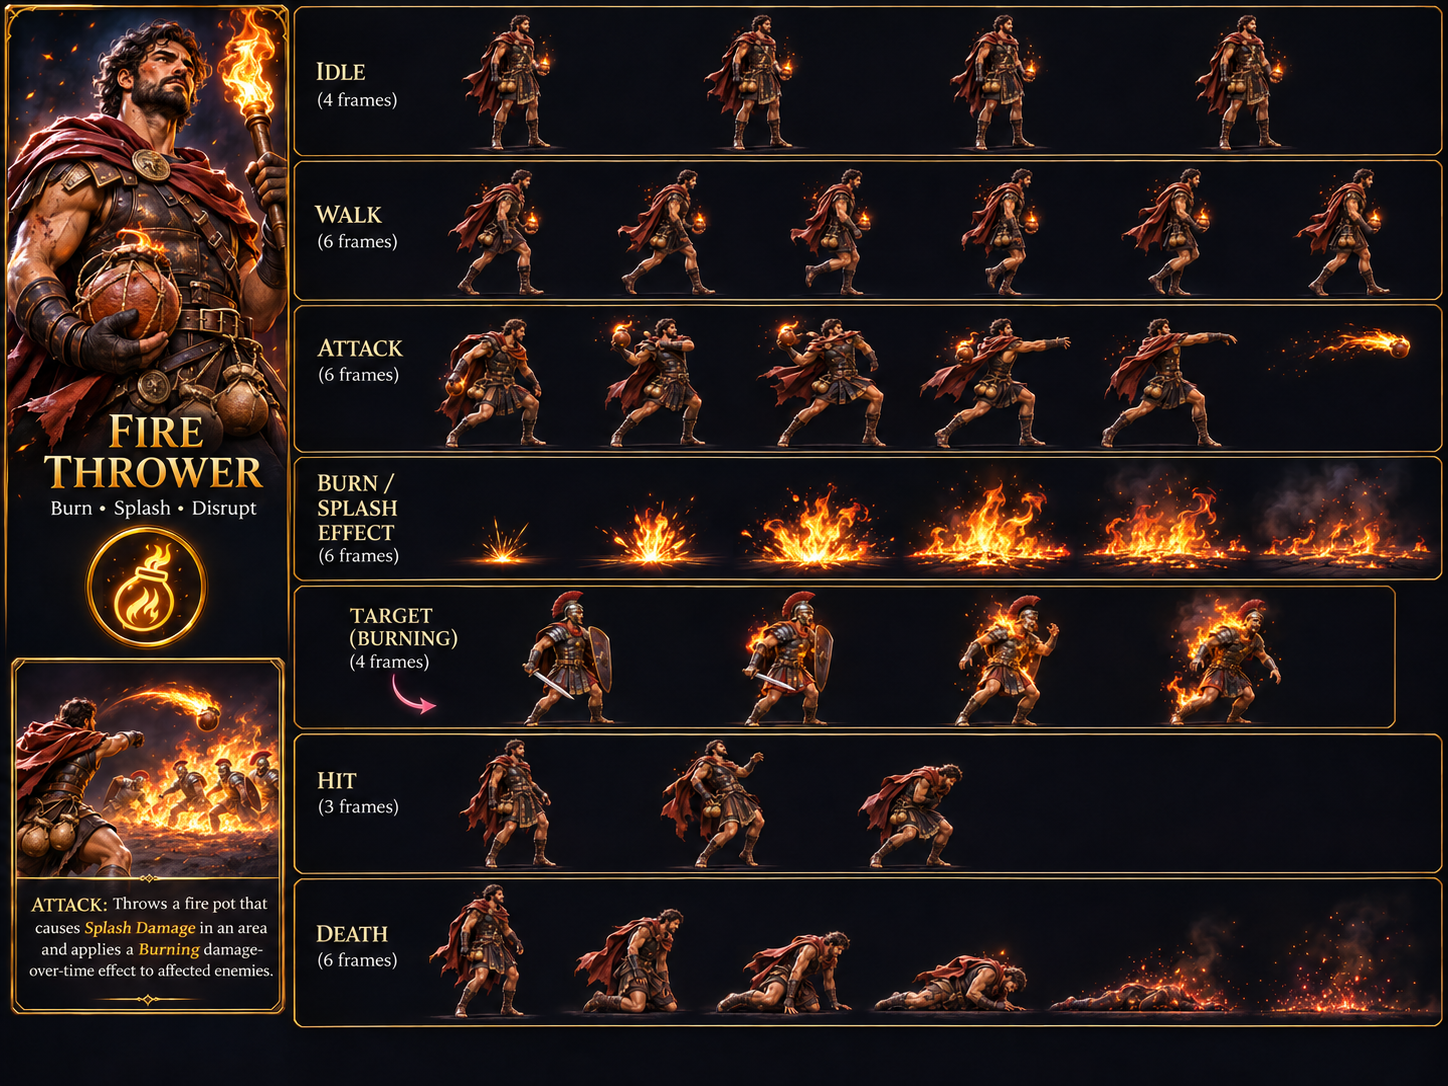 FIRE
THROWER
Burn • Splash • Disrupt
ATTACK: Throws a fire pot that
causes Splash Damage in an area
and applies a Burning damage-
over-time effect to affected enemies.
IDLE
(4 frames)
WALK
(6 frames)
ATTACK
(6 frames)
BURN /
SPLASH
EFFECT
(6 frames)
TARGET
(BURNING)
(4 frames)
HIT
(3 frames)
DEATH
(6 frames)